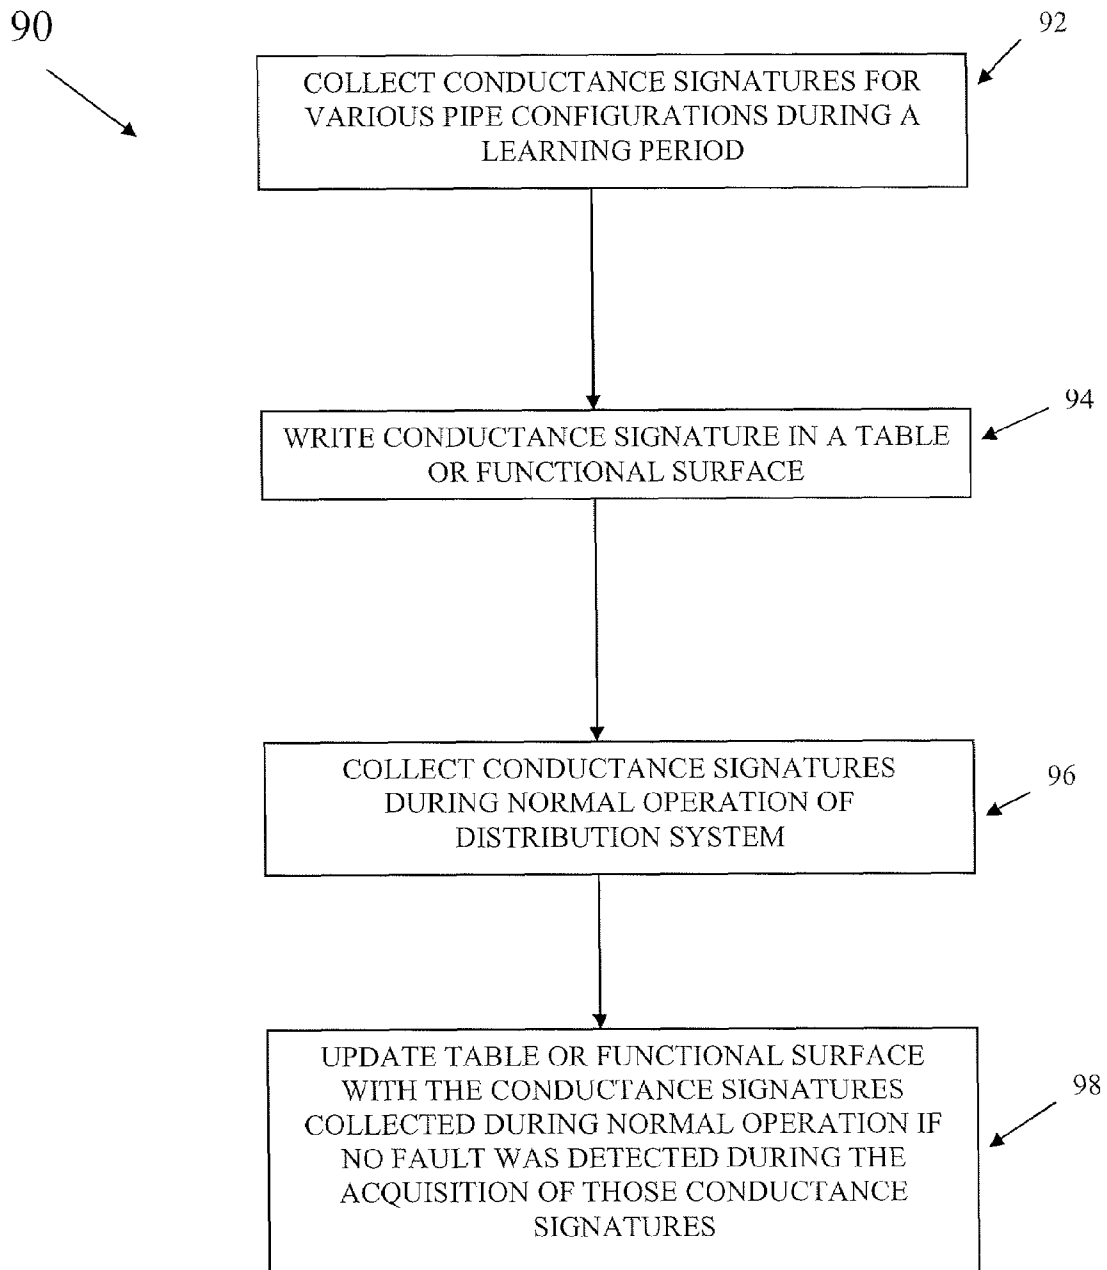 90
92
COLLECT CONDUCTANCE SIGNATURES FOR
VARIOUS PIPE CONFIGURATIONS DURING A
LEARNING PERIOD
94
WRITE CONDUCTANCE SIGNATURE IN A TABLE
OR FUNCTIONAL SURFACE
COLLECT CONDUCTANCE SIGNATURES
DURING NORMAL OPERATION OF
DISTRIBUTION SYSTEM
96
UPDATE TABLE OR FUNCTIONAL SURFACE
WITH THE CONDUCTANCE SIGNATURES
COLLECTED DURING NORMAL OPERATION IF
NO FAULT WAS DETECTED DURING THE
ACQUISITION OF THOSE CONDUCTANCE
SIGNATURES
98